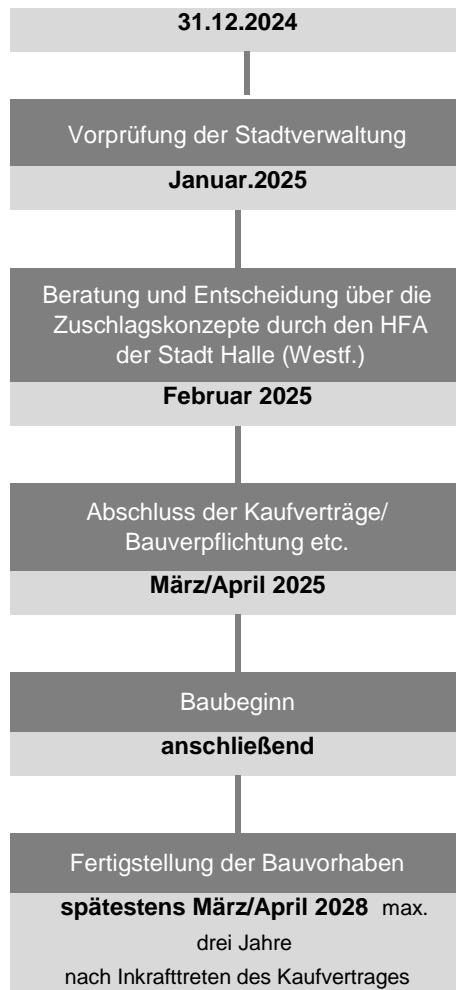 31.12.2024
Vorprüfung der Stadtverwaltung
Januar.2025
Beratung und Entscheidung über die
Zuschlagskonzepte durch den HFA
der Stadt Halle (Westf.)
Februar 2025
Abschluss der Kaufverträge/
Bauverpflichtung etc.
März/April 2025
Baubeginn
anschließend
Fertigstellung der Bauvorhaben
spätestens März/April 2028 max.
drei Jahre
nach Inkrafttreten des Kaufvertrages